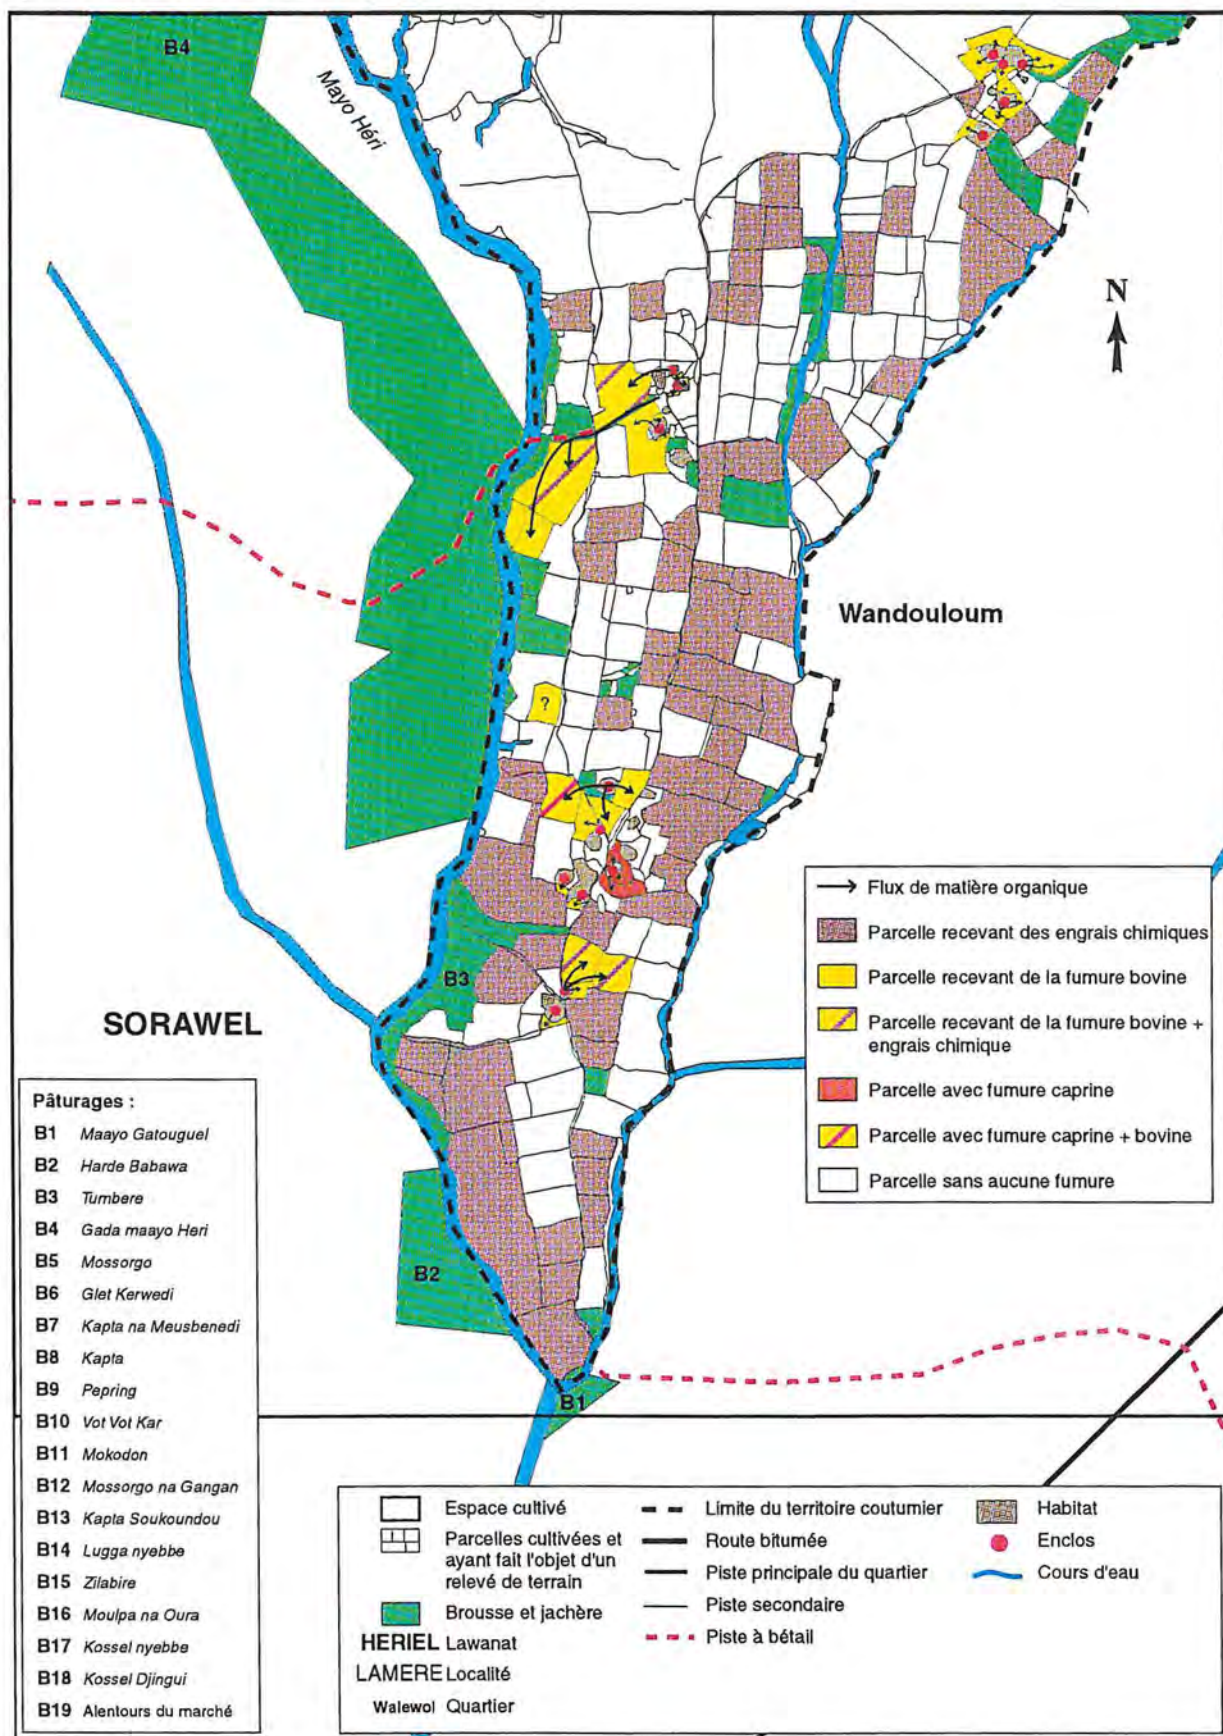 B4
Mayo Héri
N
Wandouloum
?
B3
SORAWEL
B2
B1
Flux de matière organique
Parcelle recevant des engrais chimiques
Parcelle recevant de la fumure bovine
Parcelle recevant de la fumure bovine +
engrais chimique
Parcelle avec fumure caprine
Parcelle avec fumure caprine + bovine
Parcelle sans aucune fumure
Pâturages :
B1 Maayo Gatouguel
B2 Harde Babawa
B3 Tumbere
B4 Gada maayo Heri
B5 Mossorgo
B6 Glet Kerwedi
B7 Kapta na Meusbenedi
B8 Kapta
B9 Pepring
B10 Vot Vot Kar
B11 Mokodon
B12 Mossorgo na Gangan
B13 Kapta Soukoundou
B14 Lugga nyebbe
B15 Zilabire
B16 Moulpa na Oura
B17 Kossel nyebbe
B18 Kossel Djingui
B19 Alentours du marché
Espace cultivé
Parcelles cultivées et
ayant fait l'objet d'un
relevé de terrain
Brousse et jachère
HERIEL Lawanat
LAMERE Localité
Walewol Quartier
Limite du territoire coutumier
Route bitumée
Piste principale du quartier
Piste secondaire
Piste à bétail
Habitat
Enclos
Cours d'eau